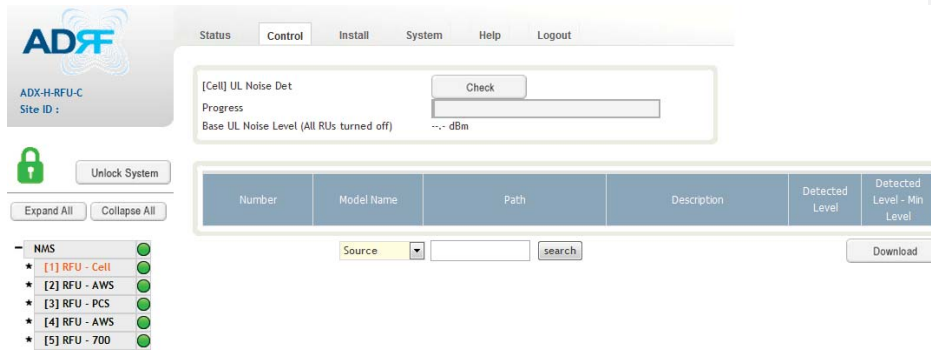 ADRF
ADX-H-RFU-C
Site ID :
Unlock System
Expand All
Collapse All
NMS
[1] RFU - Cell
[2] RFU - AWS
[3] RFU - PCS
[4] RFU - AWS
[5] RFU - 700
Status Control Install System Help Logout
[Cell] UL Noise Det Check
Progress
Base UL Noise Level (All RUs turned off) --.- dBm
Number Model Name Path Description Detected Level Detected Level - Min Level
Source search Download